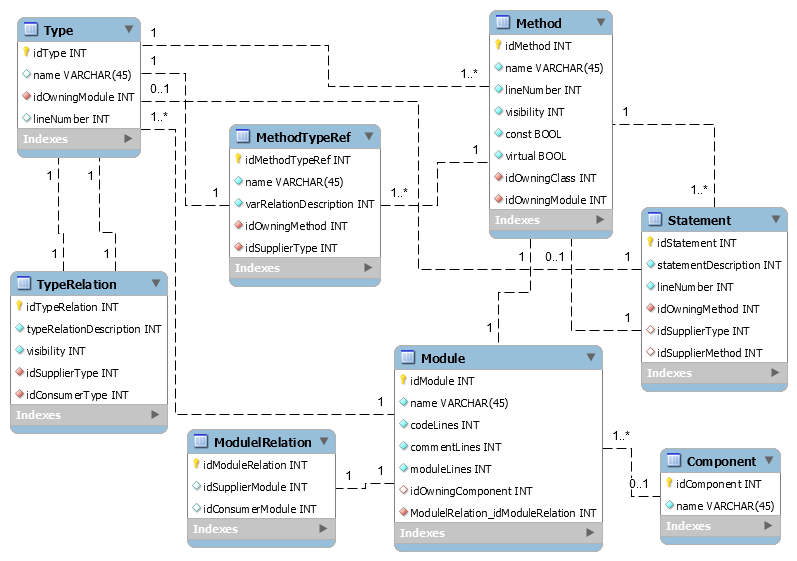 Type
idType INT
name VARCHAR(45)
idOwningModule INT
lineNumber INT
Indexes
Method
idMethod INT
name VARCHAR(45)
lineNumber INT
visibility INT
const BOOL
virtual BOOL
idOwningClass INT
idOwningModule INT
Indexes
1
1..*
1
0..1
1..*
MethodTypeRef
idMethodTypeRef INT
name VARCHAR(45)
varRelationDescription INT
idOwningMethod INT
idSupplierType INT
Indexes
1
1..*
1
1
1..*
Statement
idStatement INT
statementDescription INT
lineNumber INT
idOwningMethod INT
idSupplierType INT
idSupplierMethod INT
Indexes
1
1
1
1
TypeRelation
idTypeRelation INT
typeRelationDescription INT
visibility INT
idSupplierType INT
idConsumerType INT
Indexes
1
0..1
1
1
1
Module
idModule INT
name VARCHAR(45)
codeLines INT
commentLines INT
moduleLines INT
idOwningComponent INT
ModulelRelation_idModuleRelation INT
Indexes
1
ModulelRelation
idModuleRelation INT
idSupplierModule INT
idConsumerModule INT
Indexes
1
1
1..*
0..1
Component
idComponent INT
name VARCHAR(45)
Indexes